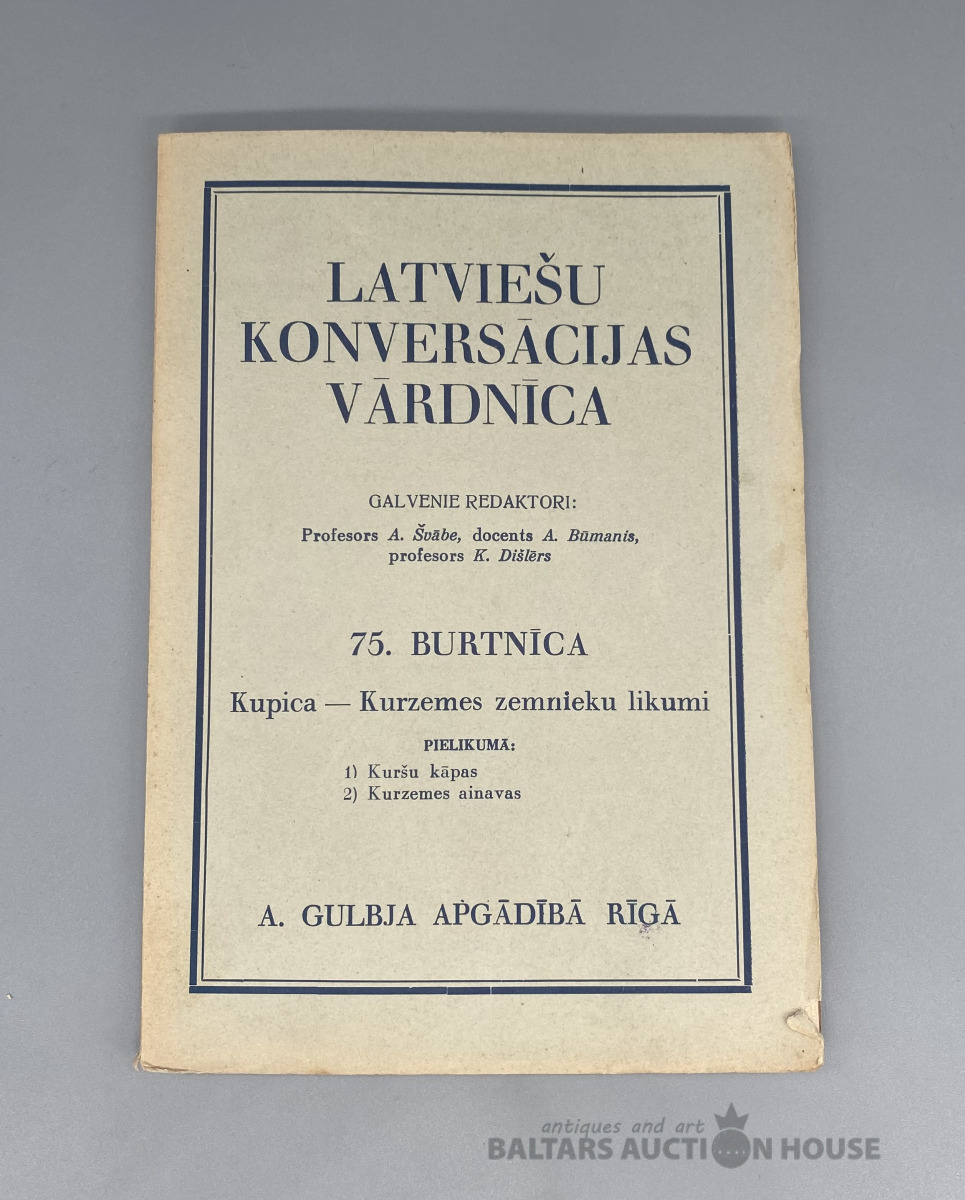 LATVIEŠU
KONVERSĀCIJAS
VĀRDNĪCA
GALVENIE REDAKTORI:
Profesors A. Švābe, docents A. Būmanis,
profesors K. Dišlērs
75. BURTNĪCA
Kupica — Kurzemes zemnieku likumi
PIELIKUMĀ:
1) Kuršu kāpas
2) Kurzemes ainavas
A. GULBJA APGĀDĪBĀ RĪGĀ
antiques and art
BALTARS AUCTION HOUSE